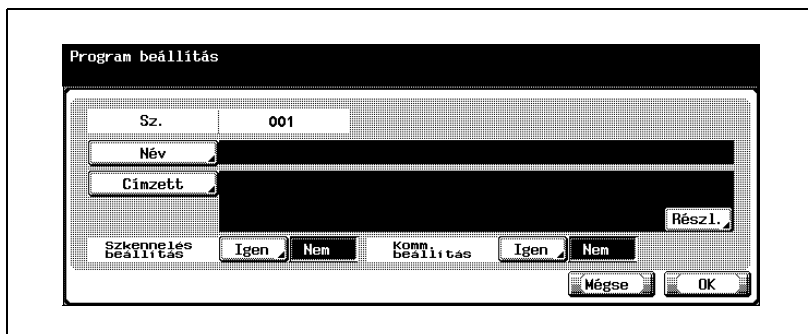 Program beállítás
Sz. 001
Név
Címzett
Részl.
Szkennelés beállítás Igen Nem Komm. beállítás Igen Nem
Mégse OK